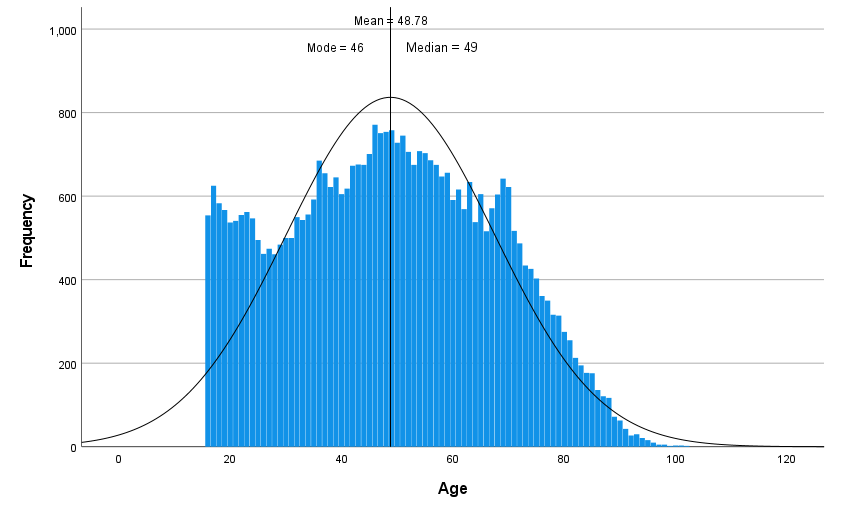 Mean = 48.78
Mode = 46
Median = 49
1,000
800
600
400
200
0
Frequency
0 20 40 60 80 100 120
Age